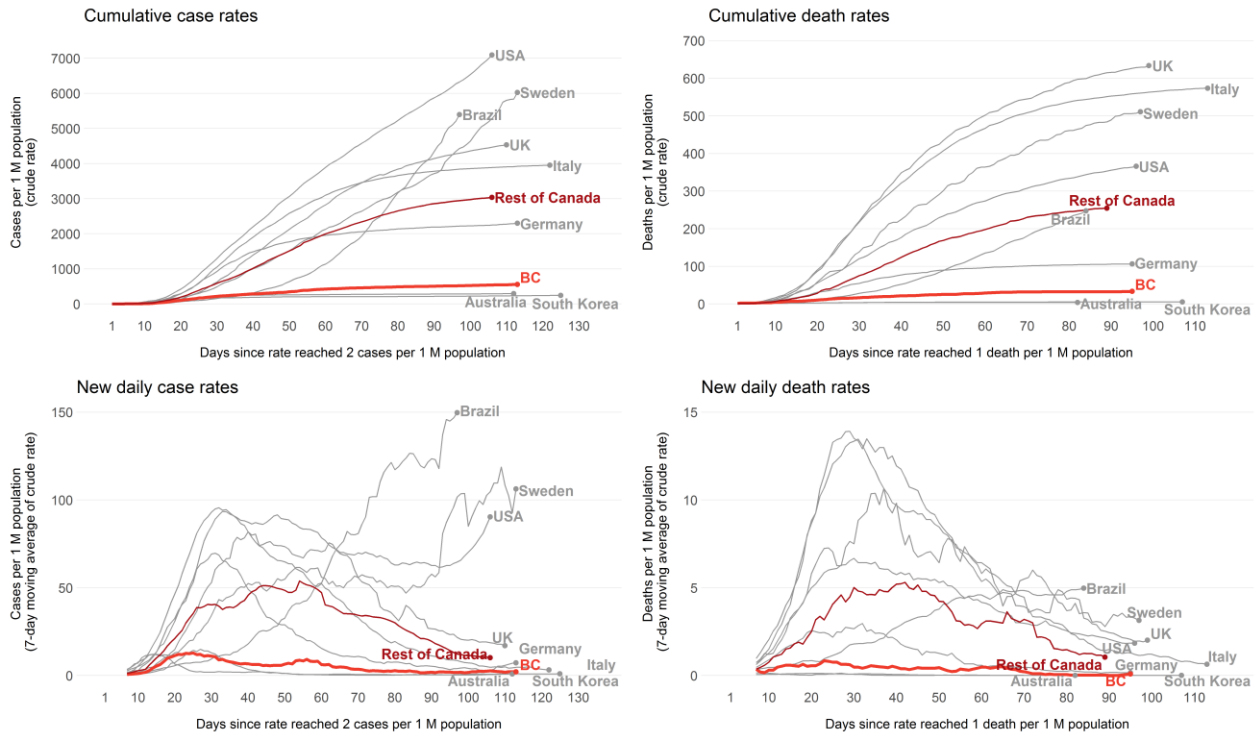 Cumulative case rates
Cases per 1 M population
(crude rate)
7000
6000
5000
4000
3000
2000
1000
0
USA
Sweden
Brazil
UK
Italy
Rest of Canada
Germany
BC
Australia
South Korea
1 10 20 30 40 50 60 70 80 90 100 110 120 130
Days since rate reached 2 cases per 1 M population
Cumulative death rates
Deaths per 1 M population
(crude rate)
700
600
500
400
300
200
100
0
UK
Italy
Sweden
USA
Rest of Canada
Brazil
Germany
BC
Australia
South Korea
1 10 20 30 40 50 60 70 80 90 100 110
Days since rate reached 1 death per 1 M population
New daily case rates
Cases per 1 M population
(7-day moving average of crude rate)
150
100
50
0
Brazil
Sweden
USA
UK
Germany
Rest of Canada
BC
Italy
Australia
South Korea
1 10 20 30 40 50 60 70 80 90 100 110 120 130
Days since rate reached 2 cases per 1 M population
New daily death rates
Deaths per 1 M population
(7-day moving average of crude rate)
15
10
5
0
Brazil
Sweden
UK
USA
Italy
Rest of Canada
Germany
Australia
BC
South Korea
1 10 20 30 40 50 60 70 80 90 100 110
Days since rate reached 1 death per 1 M population